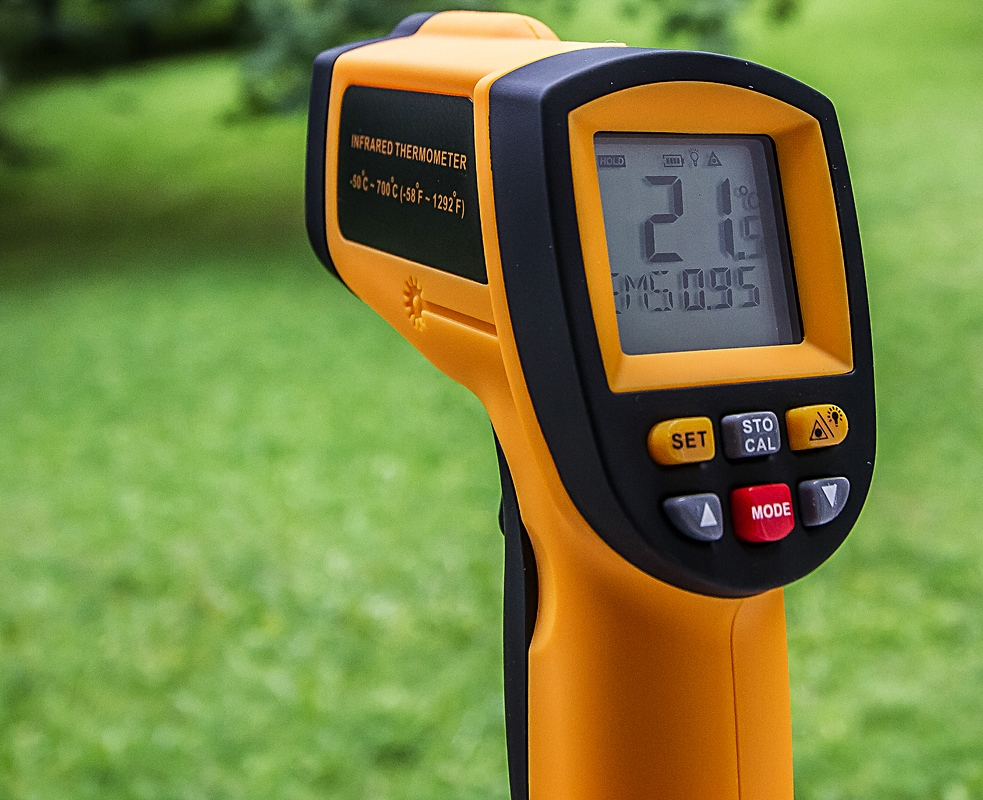 INFRARED THERMOMETER
-50°C ~ 700°C (-58°F ~ 1292°F)
HOLD
21.5 °C
EMS 0.95
SET
STO
CAL
MODE